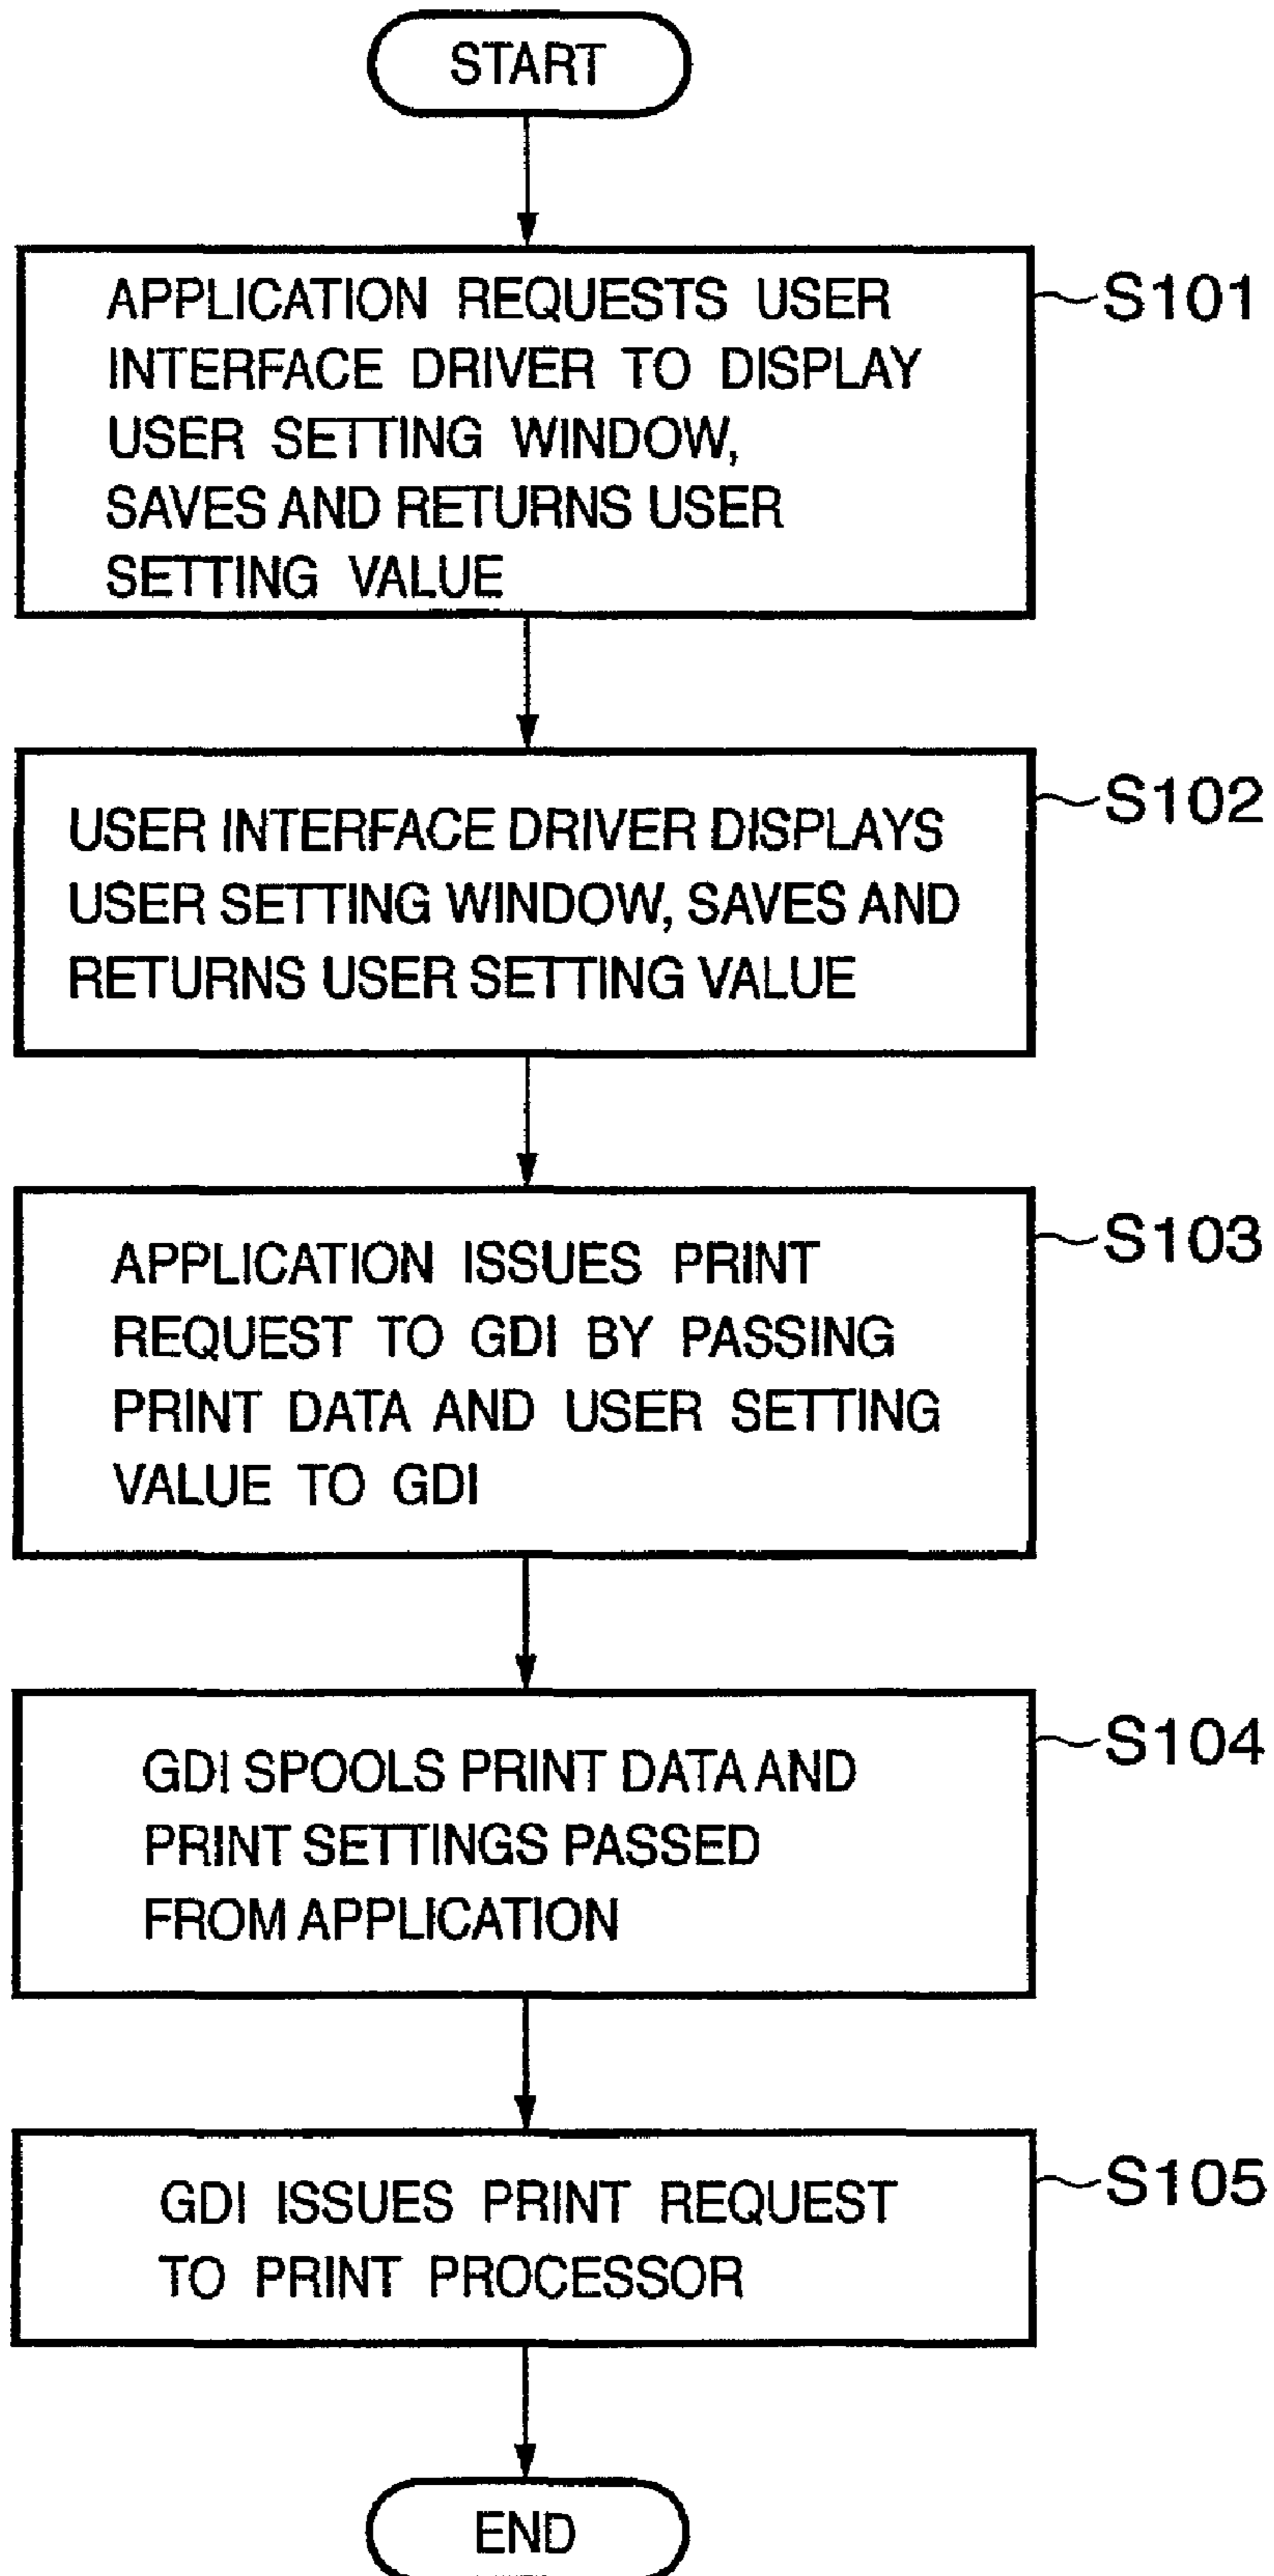 START
APPLICATION REQUESTS USER
INTERFACE DRIVER TO DISPLAY
USER SETTING WINDOW,
SAVES AND RETURNS USER
SETTING VALUE
S101
USER INTERFACE DRIVER DISPLAYS
USER SETTING WINDOW, SAVES AND
RETURNS USER SETTING VALUE
S102
APPLICATION ISSUES PRINT
REQUEST TO GDI BY PASSING
PRINT DATA AND USER SETTING
VALUE TO GDI
S103
GDI SPOOLS PRINT DATA AND
PRINT SETTINGS PASSED
FROM APPLICATION
S104
GDI ISSUES PRINT REQUEST
TO PRINT PROCESSOR
S105
END